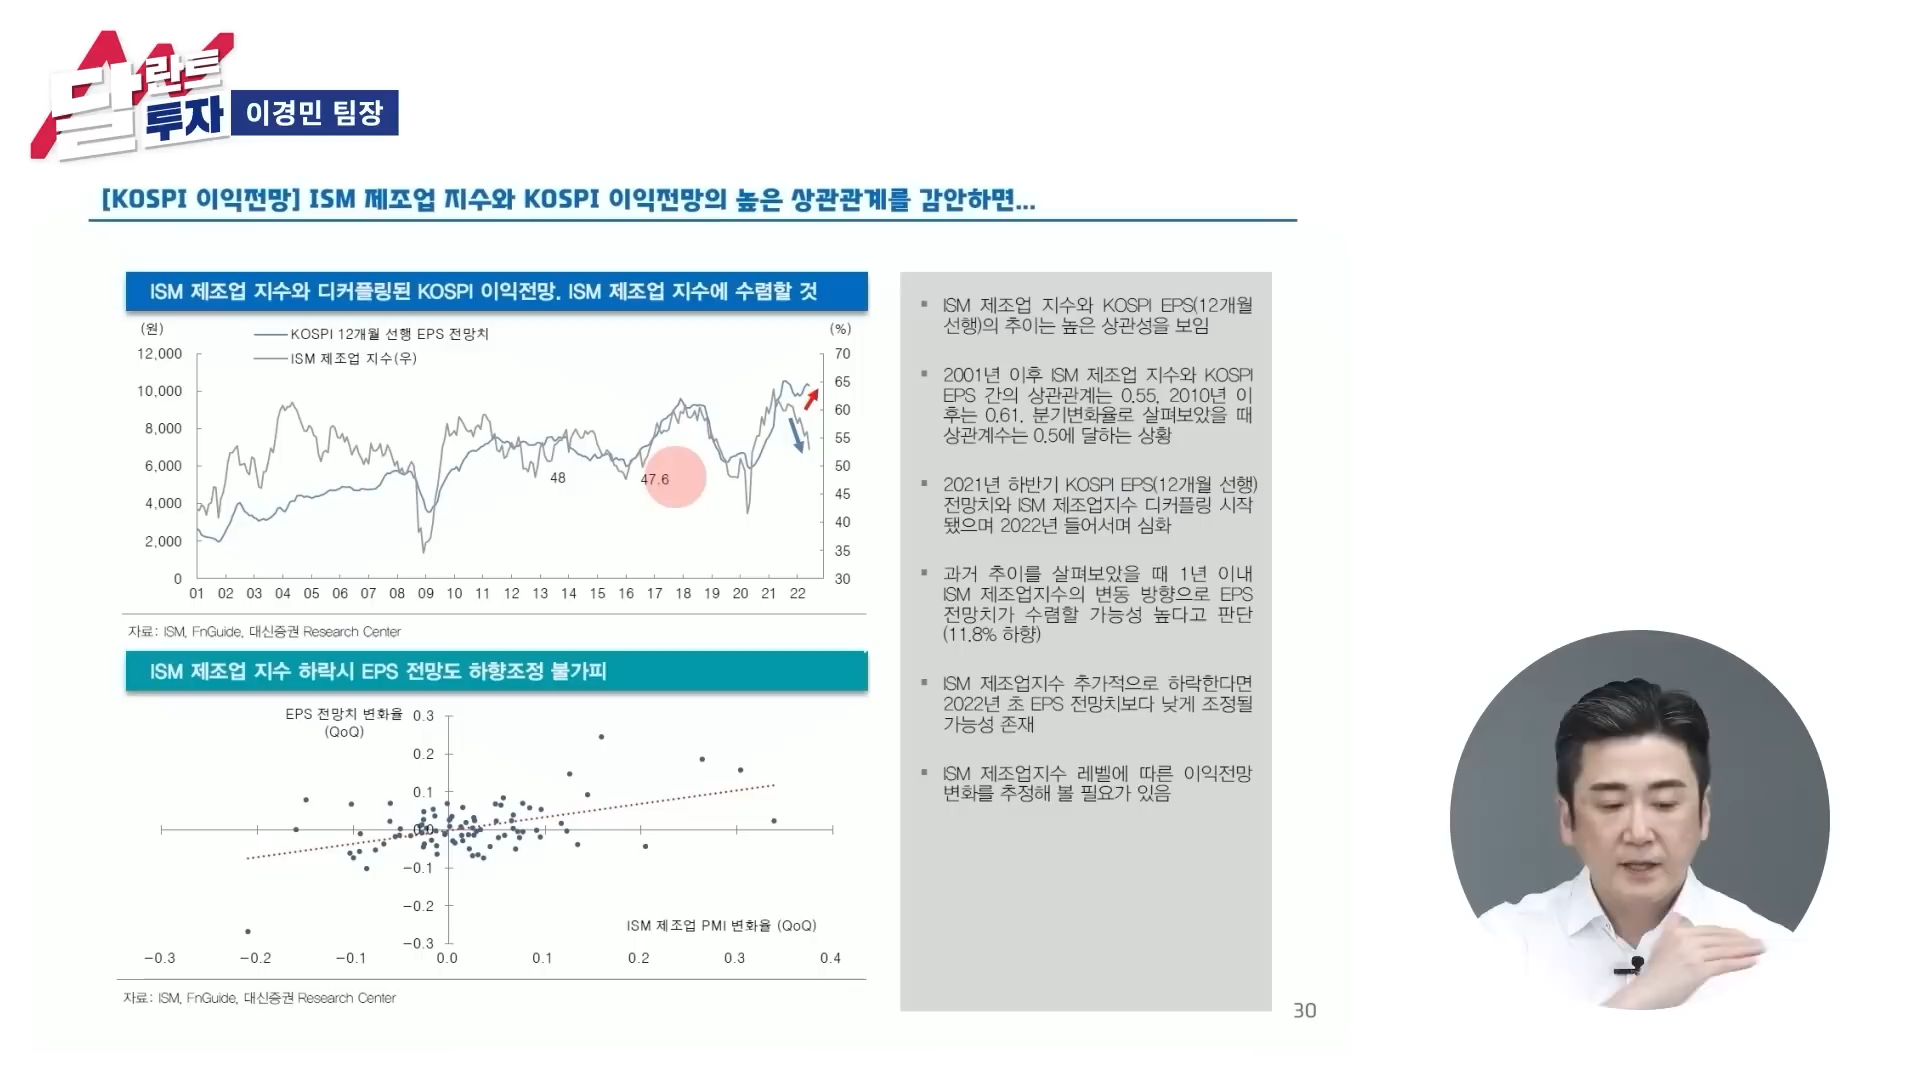 달란트
투자
이경민 팀장
[KOSPI 이익전망] ISM 제조업 지수와 KOSPI 이익전망의 높은 상관관계를 감안하면...
ISM 제조업 지수와 디커플링된 KOSPI 이익전망. ISM 제조업 지수에 수렴할 것
(원)
KOSPI 12개월 선행 EPS 전망치
(%)
ISM 제조업 지수(우)
12,000
10,000
8,000
6,000
4,000
2,000
0
70
65
60
55
50
45
40
35
30
48
47.6
01 02 03 04 05 06 07 08 09 10 11 12 13 14 15 16 17 18 19 20 21 22
자료: ISM, FnGuide, 대신증권 Research Center
ISM 제조업 지수 하락시 EPS 전망도 하향조정 불가피
EPS 전망치 변화율
(QoQ)
0.3
0.2
0.1
0.0
-0.1
-0.2
-0.3
ISM 제조업 PMI 변화율 (QoQ)
-0.3 -0.2 -0.1 0.0 0.1 0.2 0.3 0.4
자료: ISM, FnGuide, 대신증권 Research Center
▪ ISM 제조업 지수와 KOSPI EPS(12개월
선행)의 추이는 높은 상관성을 보임
▪ 2001년 이후 ISM 제조업 지수와 KOSPI
EPS 간의 상관관계는 0.55, 2010년 이
후는 0.61. 분기변화율로 살펴보았을 때
상관계수는 0.5에 달하는 상황
▪ 2021년 하반기 KOSPI EPS(12개월 선행)
전망치와 ISM 제조업지수 디커플링 시작
됐으며 2022년 들어서며 심화
▪ 과거 추이를 살펴보았을 때 1년 이내
ISM 제조업지수의 변동 방향으로 EPS
전망치가 수렴할 가능성 높다고 판단
(11.8% 하향)
▪ ISM 제조업지수 추가적으로 하락한다면
2022년 초 EPS 전망치보다 낮게 조정될
가능성 존재
▪ ISM 제조업지수 레벨에 따른 이익전망
변화를 추정해 볼 필요가 있음
30